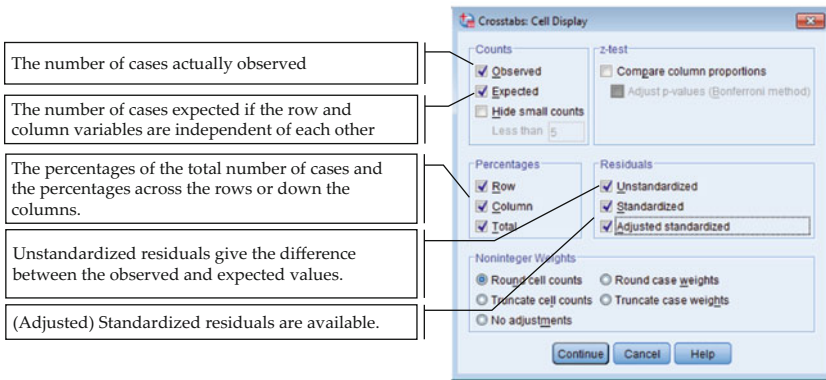 The number of cases actually observed
The number of cases expected if the row and
column variables are independent of each other
The percentages of the total number of cases and
the percentages across the rows or down the
columns.
Unstandardized residuals give the difference
between the observed and expected values.
(Adjusted) Standardized residuals are available.
Crosstabs: Cell Display
Counts
Observed
Expected
Hide small counts
Less than 5
z-test
Compare column proportions
Adjust p-values (Bonferroni method)
Percentages
Row
Column
Total
Residuals
Unstandardized
Standardized
Adjusted standardized
Noninteger Weights
Round cell counts
Round case weights
Truncate cell counts
Truncate case weights
No adjustments
Continue
Cancel
Help